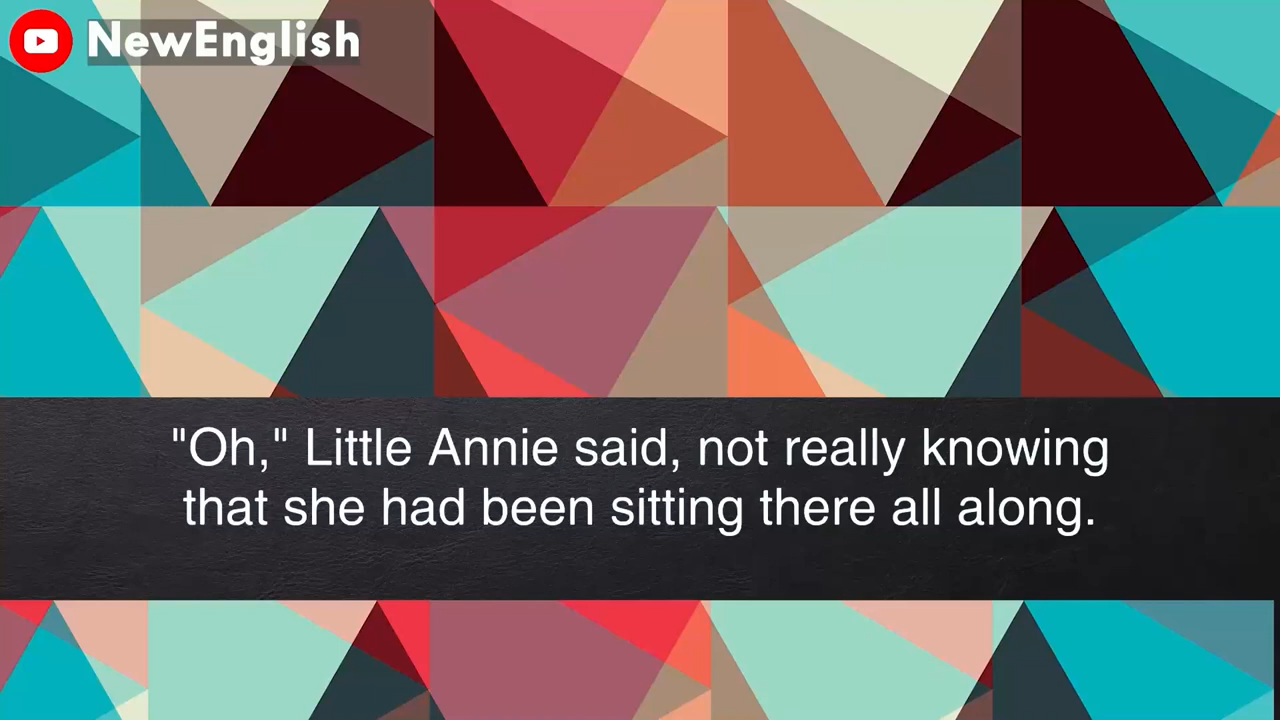 NewEnglish
"Oh," Little Annie said, not really knowing
that she had been sitting there all along.